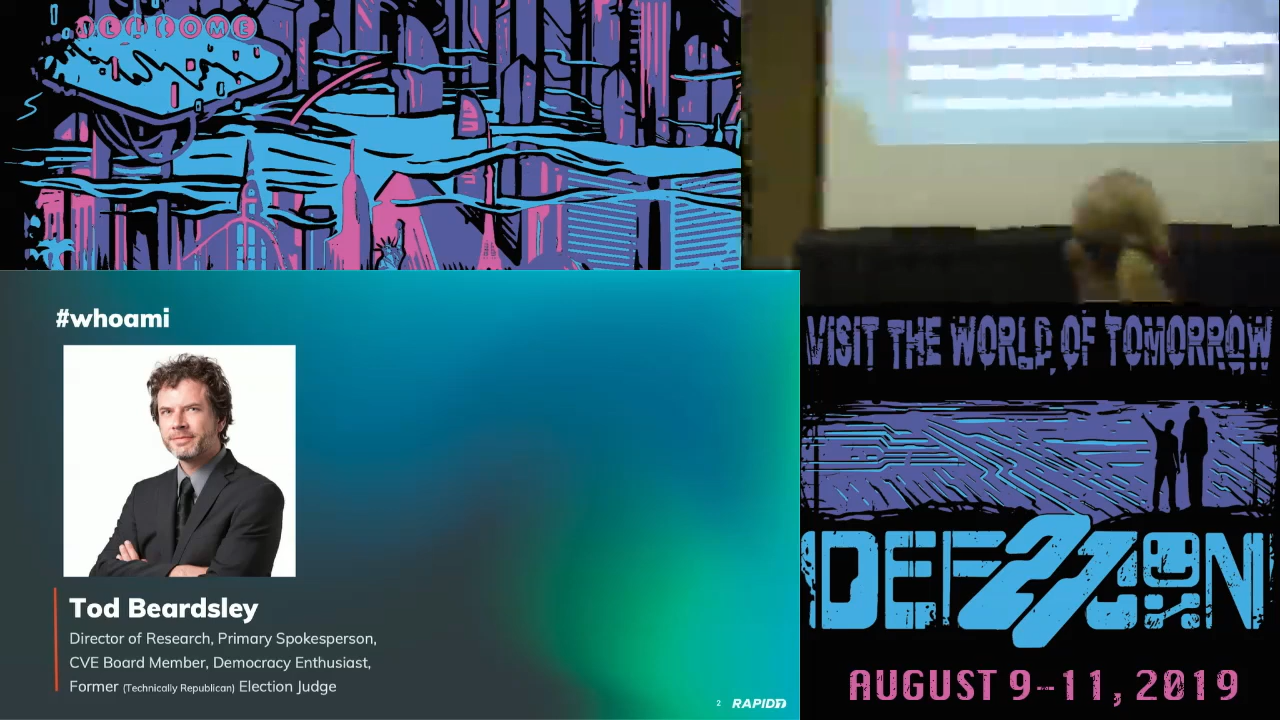 WELCOME
#whoami
Tod Beardsley
Director of Research, Primary Spokesperson,
CVE Board Member, Democracy Enthusiast,
Former (Technically Republican) Election Judge
2 RAPID7
VISIT THE WORLD OF TOMORROW
DEF 27 CON
AUGUST 9-11, 2019